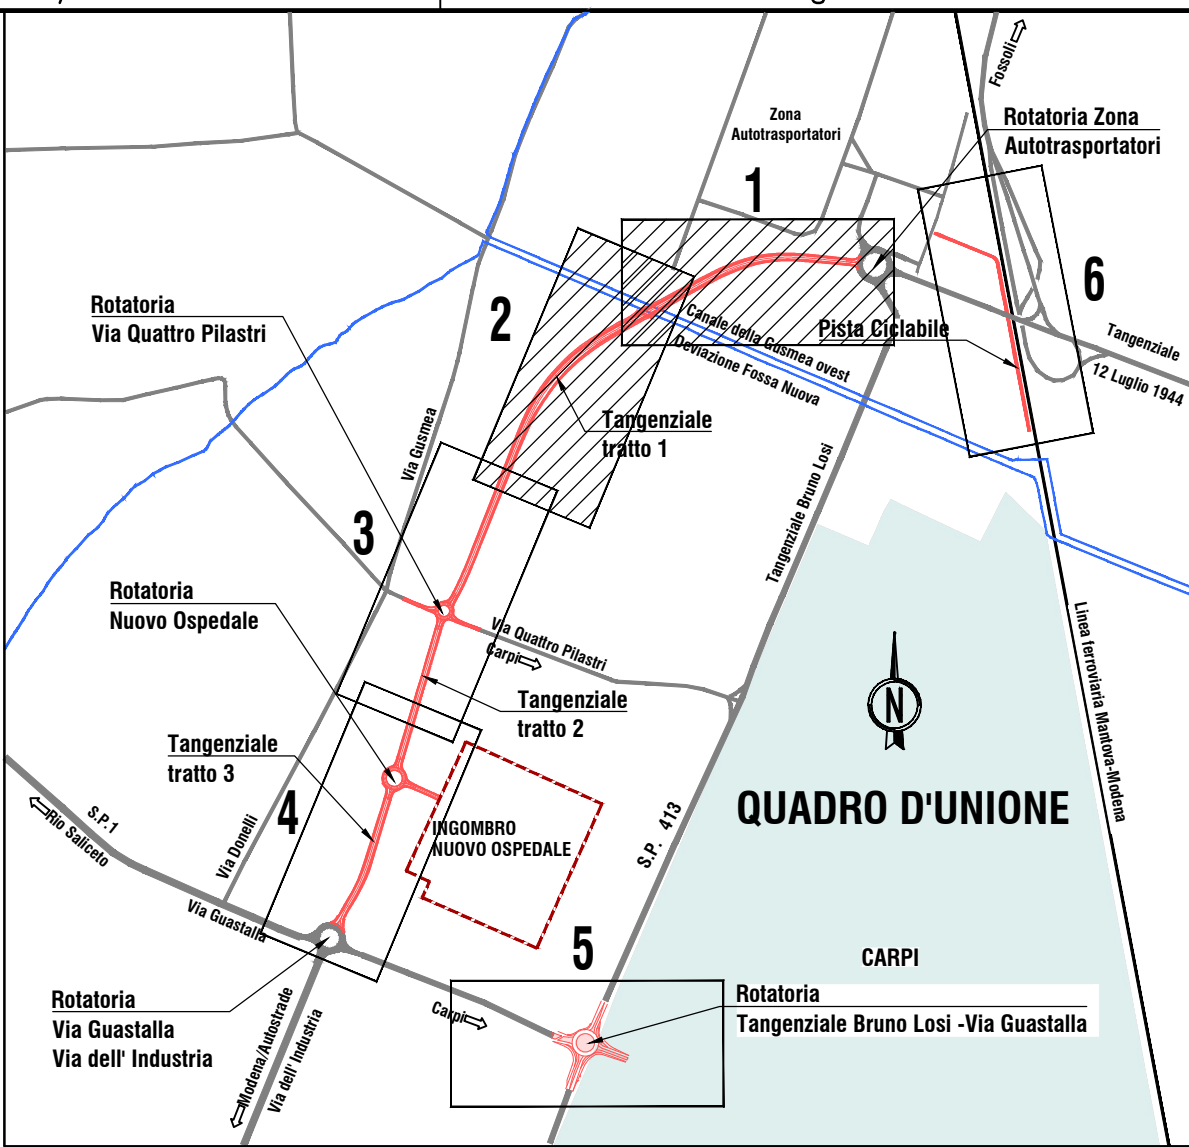 Fossoli
Zona
Autotrasportatori
Rotatoria Zona
Autotrasportatori
1
6
2
Rotatoria
Via Quattro Pilastri
Canale della Gusmea ovest
Deviazione Fossa Nuova
Pista Ciclabile
Tangenziale
12 Luglio 1944
Tangenziale
tratto 1
Via Gusmea
Tangenziale Bruno Losi
3
Rotatoria
Nuovo Ospedale
Via Quattro Pilastri
Carpi
Linea ferroviaria Mantova-Modena
N
Tangenziale
tratto 2
Tangenziale
tratto 3
QUADRO D'UNIONE
4
S.P.1
Rio Saliceto
Via Donelli
INGOMBRO
NUOVO OSPEDALE
S.P. 413
Via Guastalla
5
CARPI
Rotatoria
Via Guastalla
Via dell' Industria
Modena/Autostrade
Via dell' Industria
Carpi
Rotatoria
Tangenziale Bruno Losi -Via Guastalla